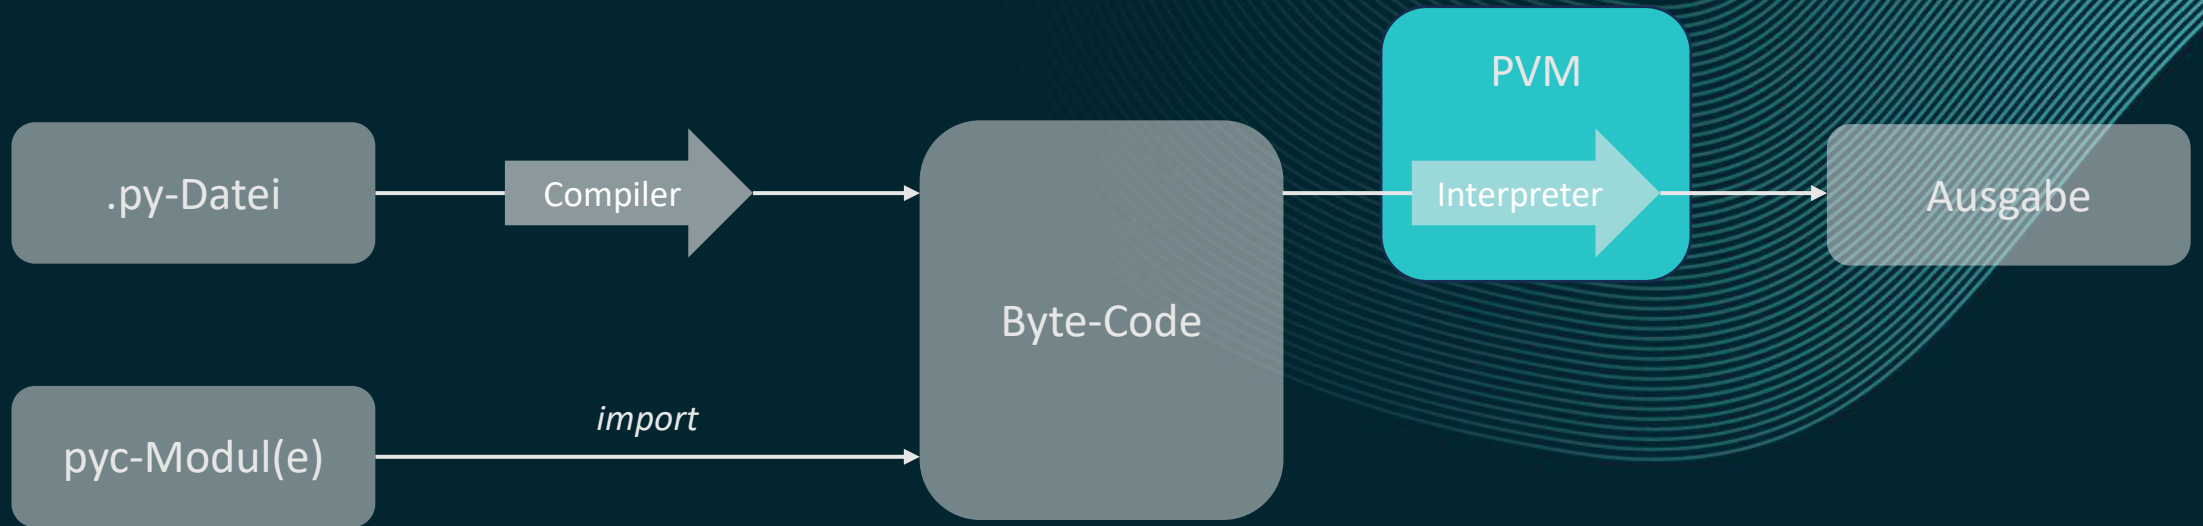 PVM
.py-Datei
Compiler
Interpreter
Ausgabe
Byte-Code
import
pyc-Modul(e)